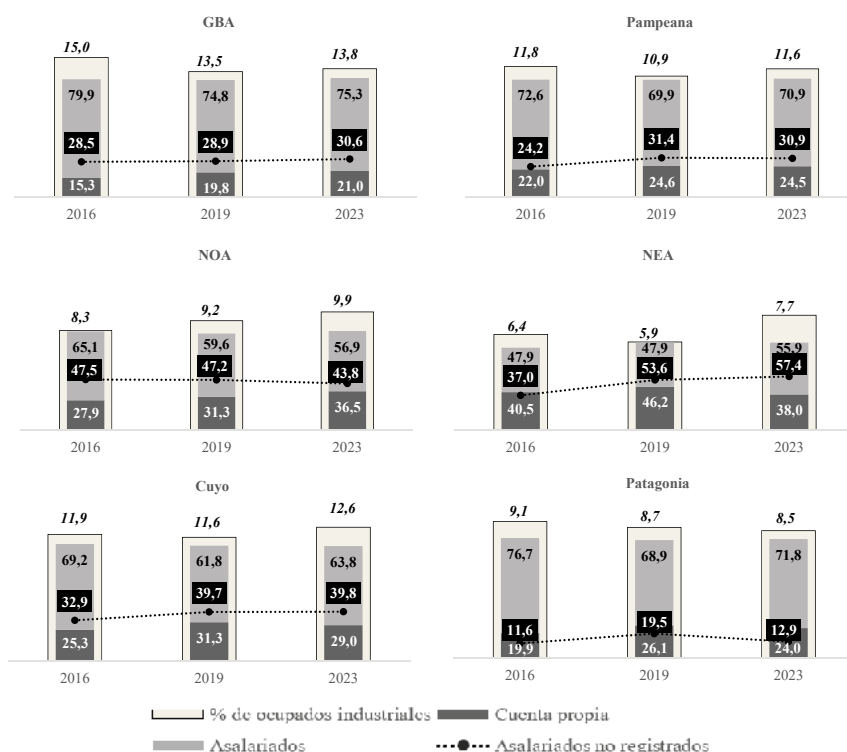 GBA
15,0 13,5 13,8
79,9 74,8 75,3
28,5 28,9 30,6
15,3 19,8 21,0
2016 2019 2023
Pampeana
11,8 10,9 11,6
72,6 69,9 70,9
24,2 31,4 30,9
22,0 24,6 24,5
2016 2019 2023
NOA
8,3 9,2 9,9
65,1 59,6 56,9
47,5 47,2 43,8
27,9 31,3 36,5
2016 2019 2023
NEA
6,4 5,9 7,7
47,9 47,9 55,9
37,0 53,6 57,4
40,5 46,2 38,0
2016 2019 2023
Cuyo
11,9 11,6 12,6
69,2 61,8 63,8
32,9 39,7 39,8
25,3 31,3 29,0
2016 2019 2023
Patagonia
9,1 8,7 8,5
76,7 68,9 71,8
11,6 19,5 12,9
19,9 26,1 24,0
2016 2019 2023
% de ocupados industriales Cuenta propia
Asalariados Asalariados no registrados